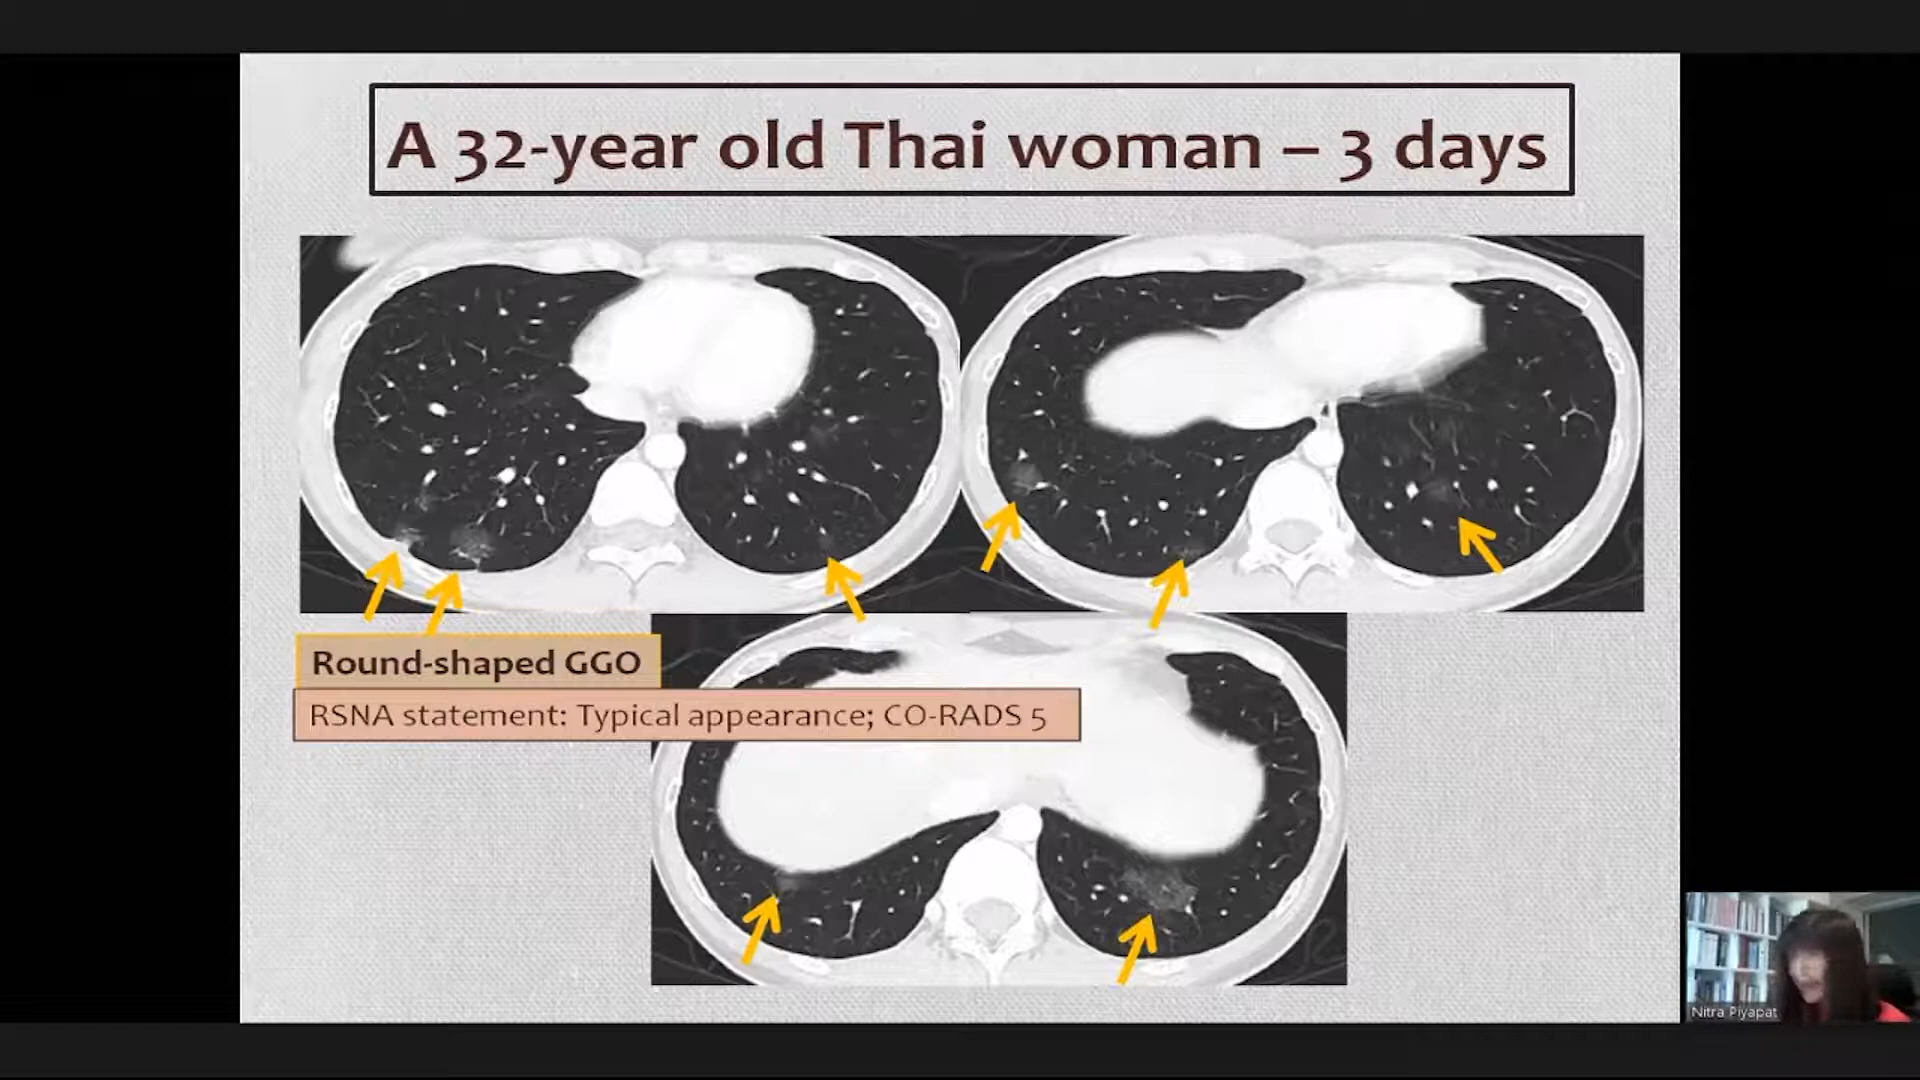 A 32-year old Thai woman – 3 days
Round-shaped GGO
RSNA statement: Typical appearance; CO-RADS 5
Nitra Piyapat